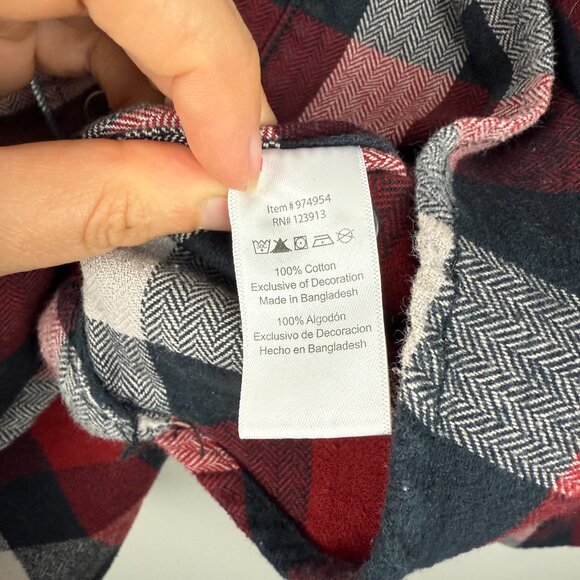 Item # 974954
RN# 123913
100% Cotton
Exclusive of Decoration
Made in Bangladesh
100% Algodón
Exclusivo de Decoracion
Hecho en Bangladesh